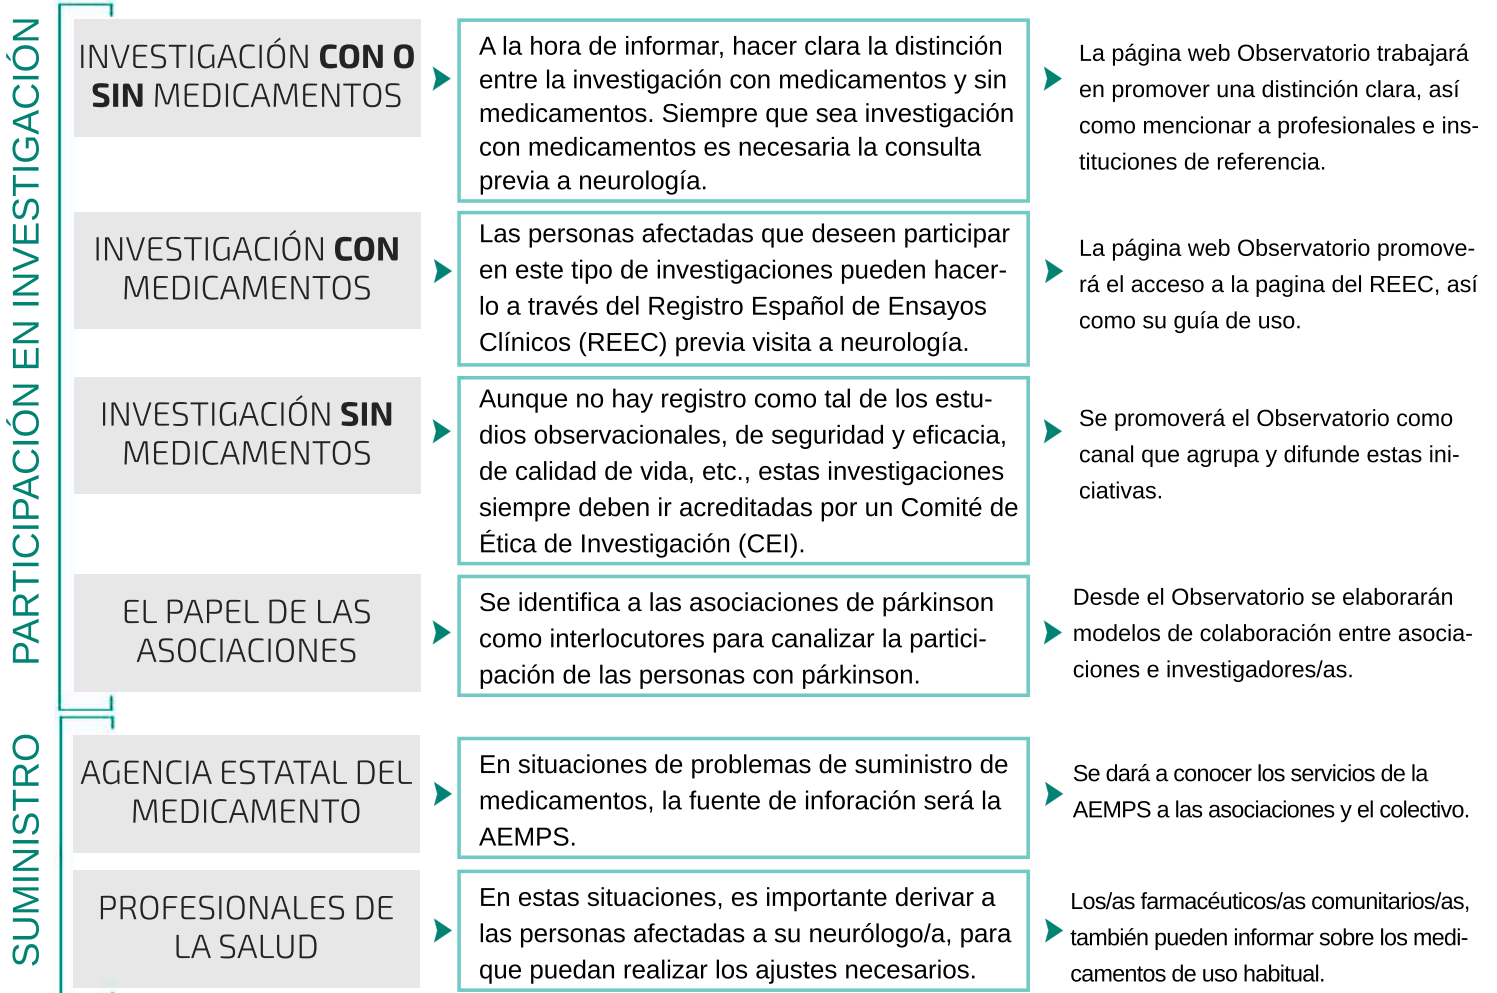 PARTICIPACIÓN EN INVESTIGACIÓN
INVESTIGACIÓN CON O
SIN MEDICAMENTOS
A la hora de informar, hacer clara la distinción
entre la investigación con medicamentos y sin
medicamentos. Siempre que sea investigación
con medicamentos es necesaria la consulta
previa a neurología.
La página web Observatorio trabajará
en promover una distinción clara, así
como mencionar a profesionales e ins-
tituciones de referencia.
INVESTIGACIÓN CON
MEDICAMENTOS
Las personas afectadas que deseen participar
en este tipo de investigaciones pueden hacer-
lo a través del Registro Español de Ensayos
Clínicos (REEC) previa visita a neurología.
La página web Observatorio promove-
rá el acceso a la pagina del REEC, así
como su guía de uso.
INVESTIGACIÓN SIN
MEDICAMENTOS
Aunque no hay registro como tal de los estu-
dios observacionales, de seguridad y eficacia,
de calidad de vida, etc., estas investigaciones
siempre deben ir acreditadas por un Comité de
Ética de Investigación (CEI).
Se promoverá el Observatorio como
canal que agrupa y difunde estas ini-
ciativas.
EL PAPEL DE LAS
ASOCIACIONES
Se identifica a las asociaciones de párkinson
como interlocutores para canalizar la partici-
pación de las personas con párkinson.
Desde el Observatorio se elaborarán
modelos de colaboración entre asocia-
ciones e investigadores/as.
SUMINISTRO
AGENCIA ESTATAL DEL
MEDICAMENTO
En situaciones de problemas de suministro de
medicamentos, la fuente de inforación será la
AEMPS.
Se dará a conocer los servicios de la
AEMPS a las asociaciones y el colectivo.
PROFESIONALES DE
LA SALUD
En estas situaciones, es importante derivar a
las personas afectadas a su neurólogo/a, para
que puedan realizar los ajustes necesarios.
Los/as farmacéuticos/as comunitarios/as,
también pueden informar sobre los medi-
camentos de uso habitual.